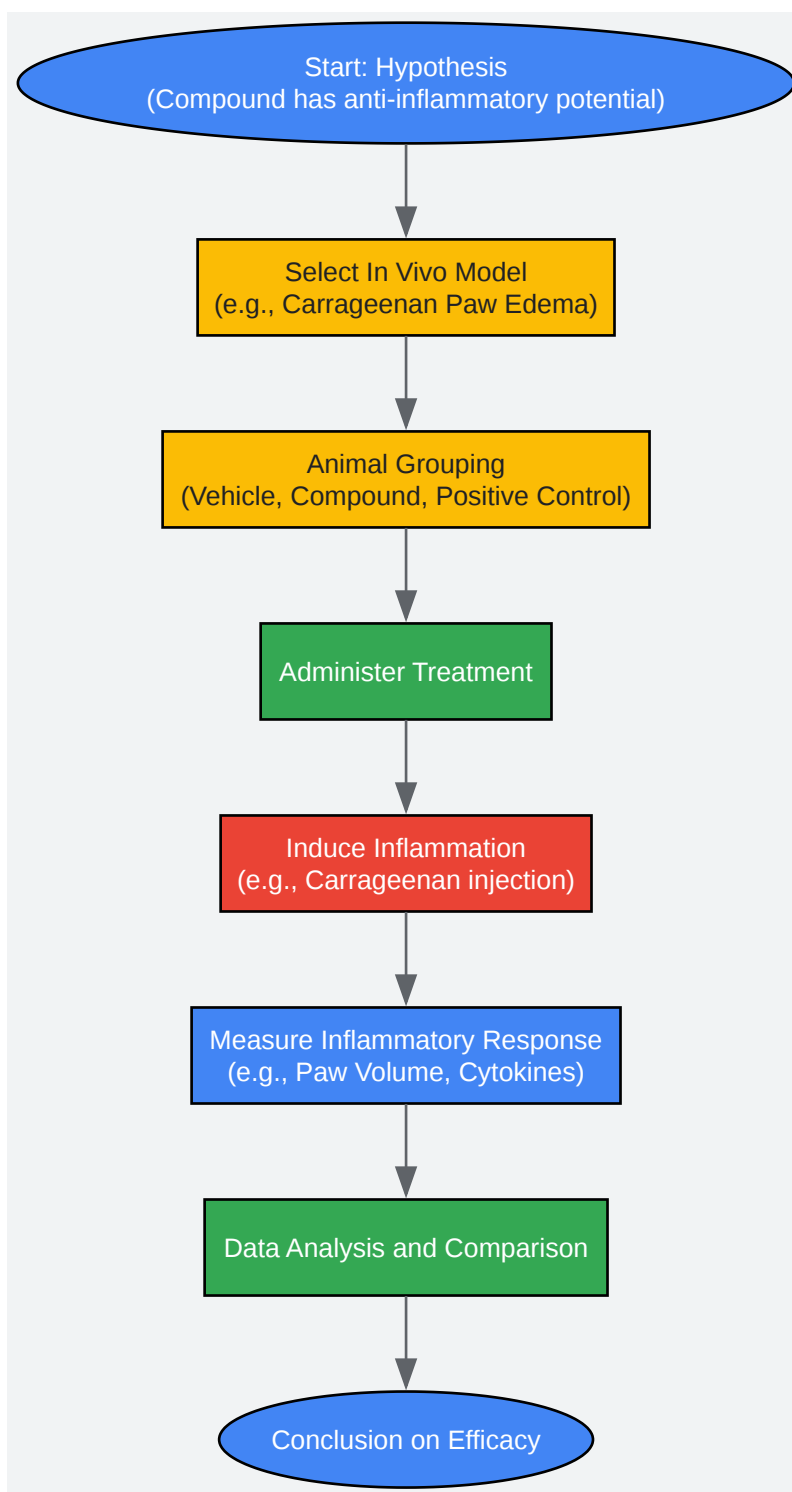 Start: Hypothesis
(Compound has anti-inflammatory potential)
Select In Vivo Model
(e.g., Carrageenan Paw Edema)
Animal Grouping
(Vehicle, Compound, Positive Control)
Administer Treatment
Induce Inflammation
(e.g., Carrageenan injection)
Measure Inflammatory Response
(e.g., Paw Volume, Cytokines)
Data Analysis and Comparison
Conclusion on Efficacy